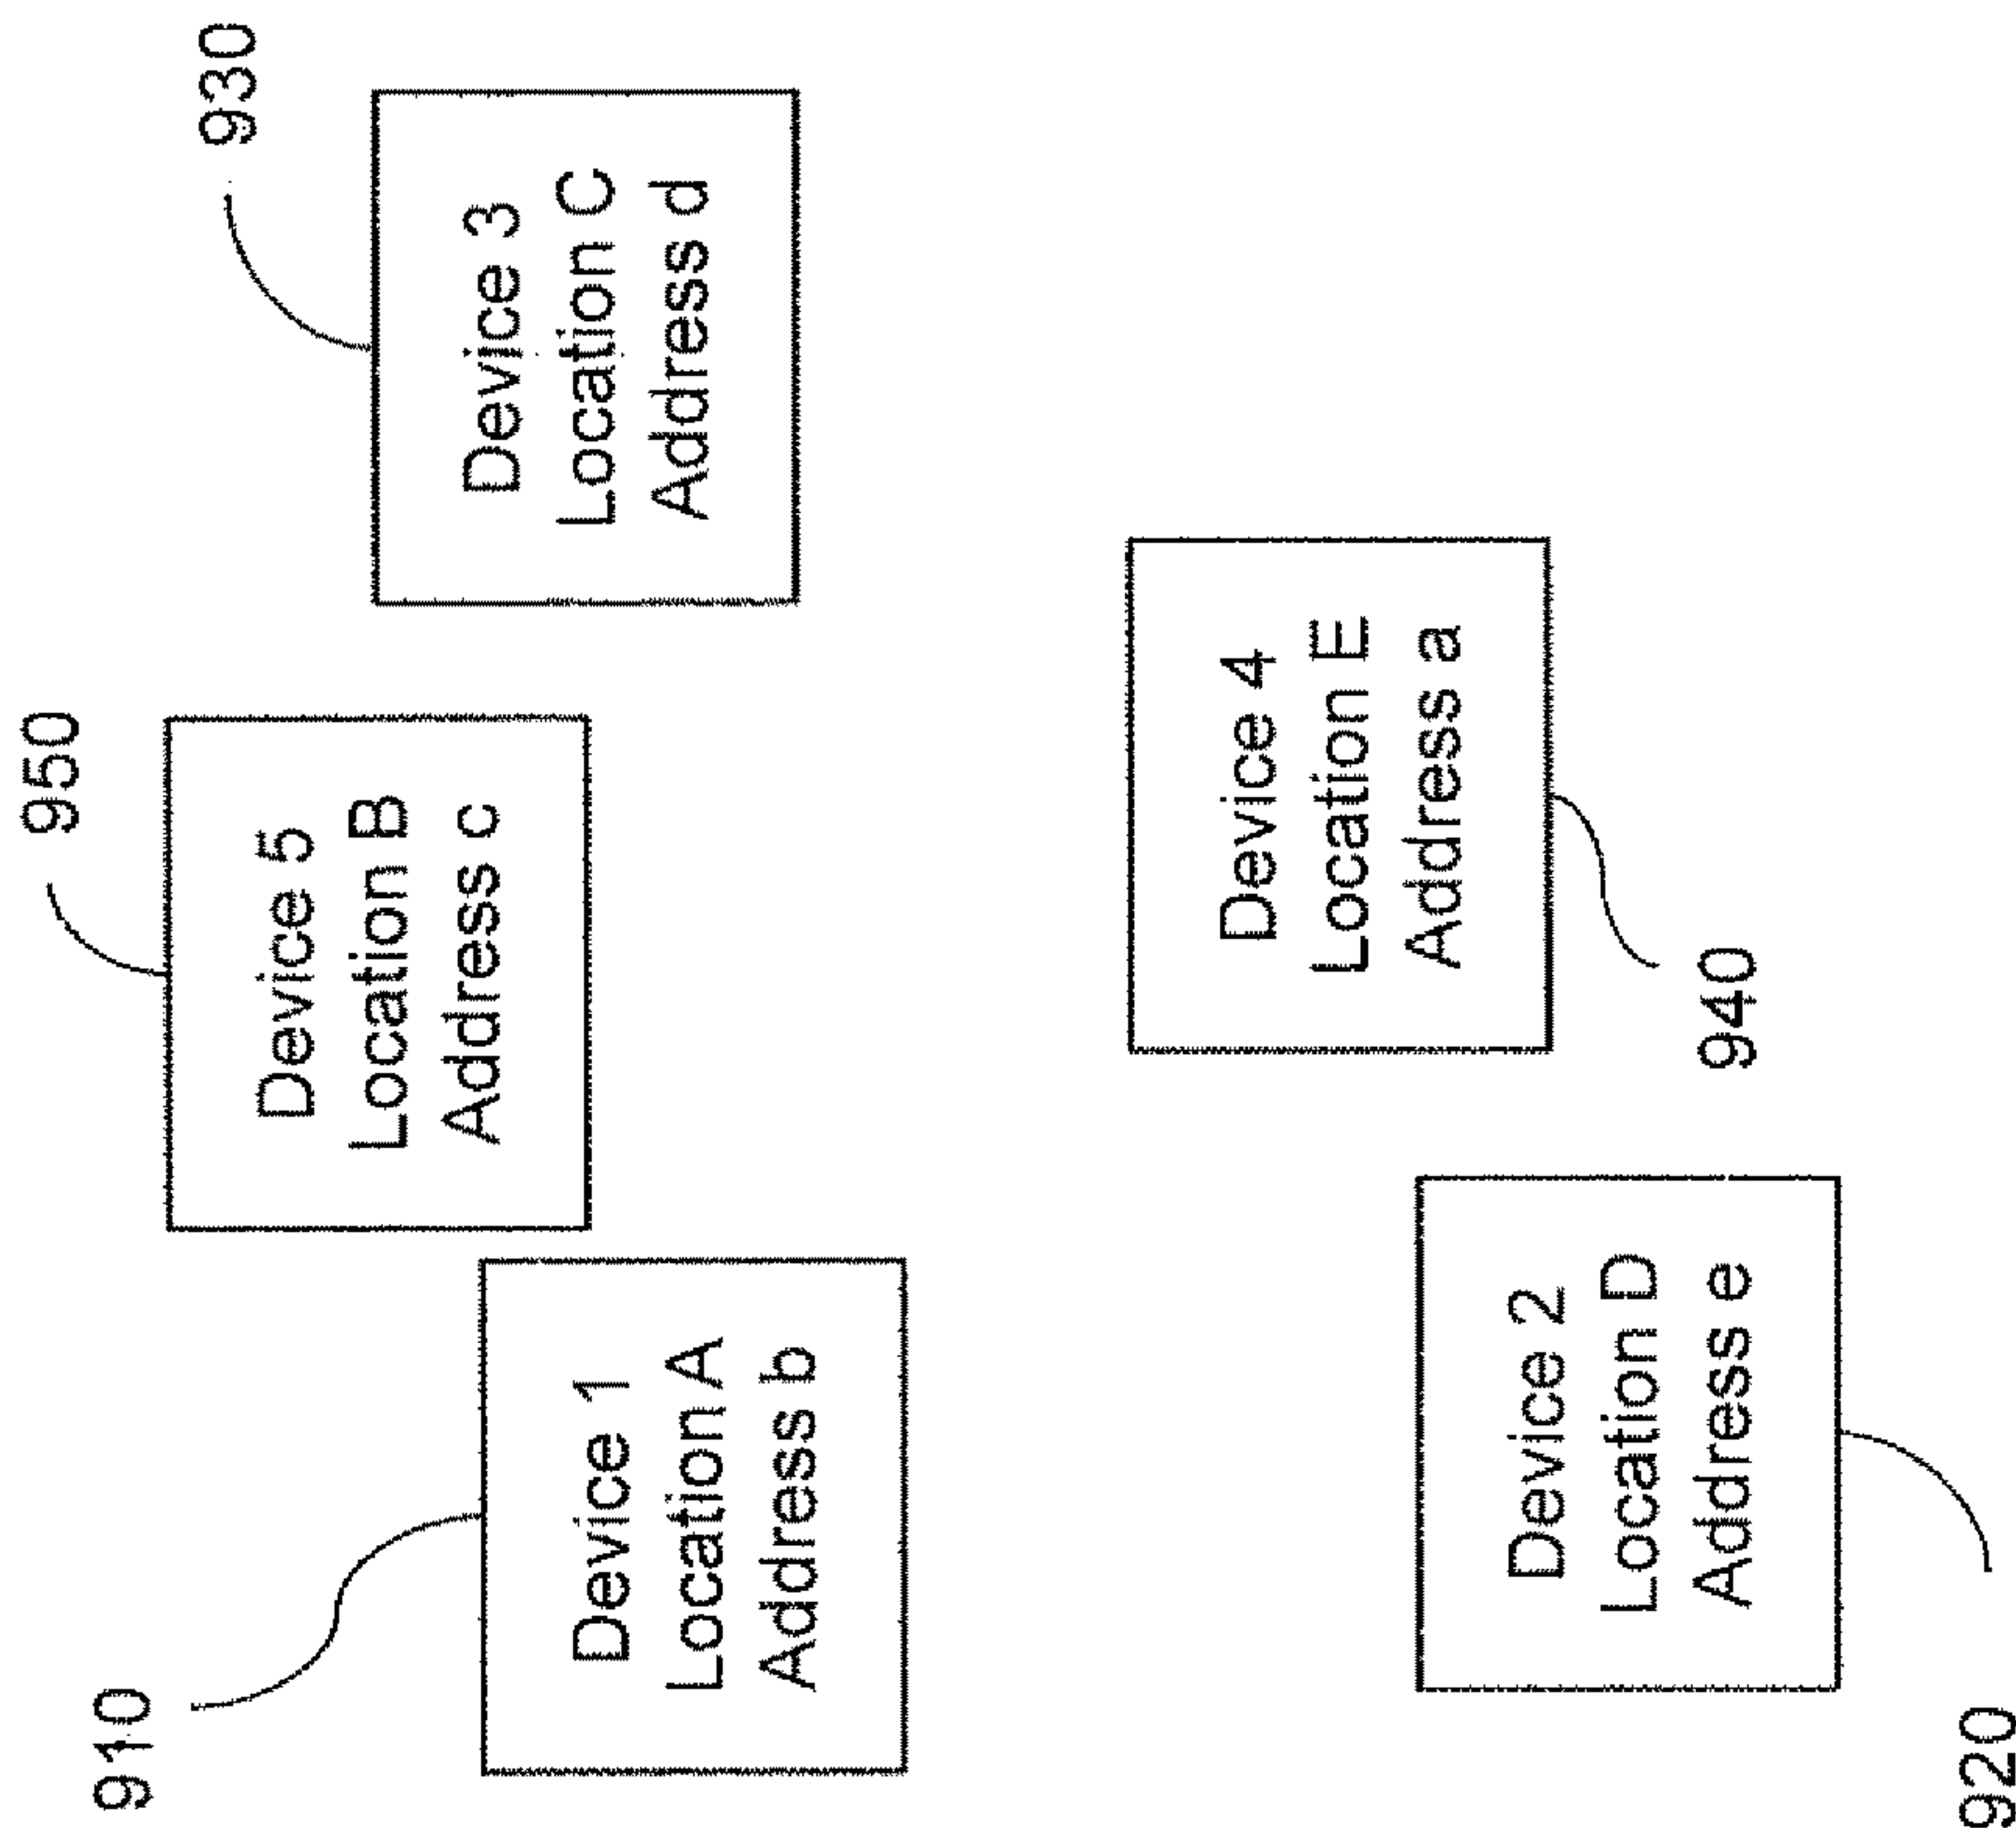 910
Device 1
Location A
Address b
950
Device 5
Location B
Address c
930
Device 3
Location C
Address d
Device 2
Location D
Address e
920
Device 4
Location E
Address a
940